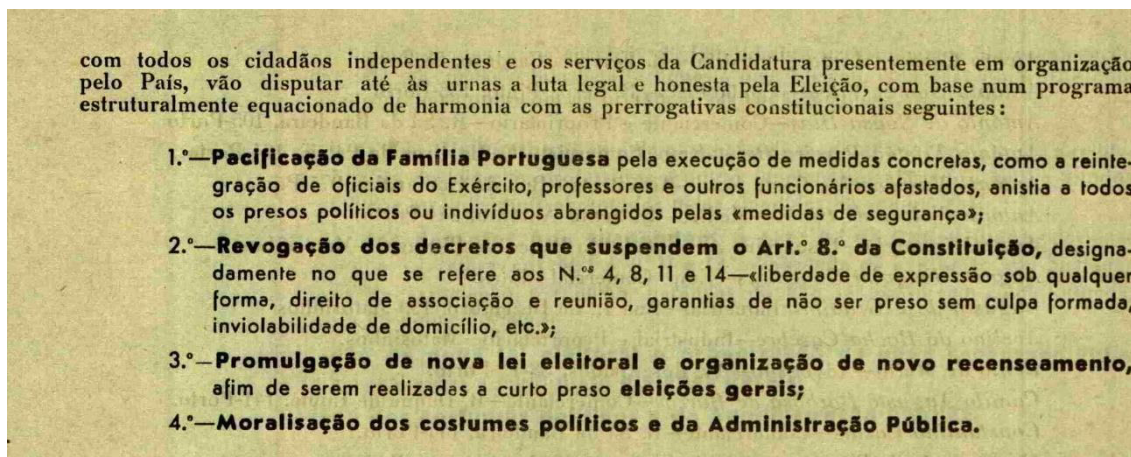 com todos os cidadãos independentes e os serviços da Candidatura presentemente em organização
pelo País, vão disputar até às urnas a luta legal e honesta pela Eleição, com base num programa
estruturalmente equacionado de harmonia com as prerrogativas constitucionais seguintes:
1.º—Pacificação da Família Portuguesa pela execução de medidas concretas, como a reinte-
gração de oficiais do Exército, professores e outros funcionários afastados, anistia a todos
os presos políticos ou indivíduos abrangidos pelas «medidas de segurança»;
2.º—Revogação dos decretos que suspendem o Art.º 8.º da Constituição, designa-
damente no que se refere aos N.ºˢ 4, 8, 11 e 14—«liberdade de expressão sob qualquer
forma, direito de associação e reunião, garantias de não ser preso sem culpa formada,
inviolabilidade de domicílio, etc.»;
3.º—Promulgação de nova lei eleitoral e organização de novo recenseamento,
afim de serem realizadas a curto praso eleições gerais;
4.º—Moralisação dos costumes políticos e da Administração Pública.